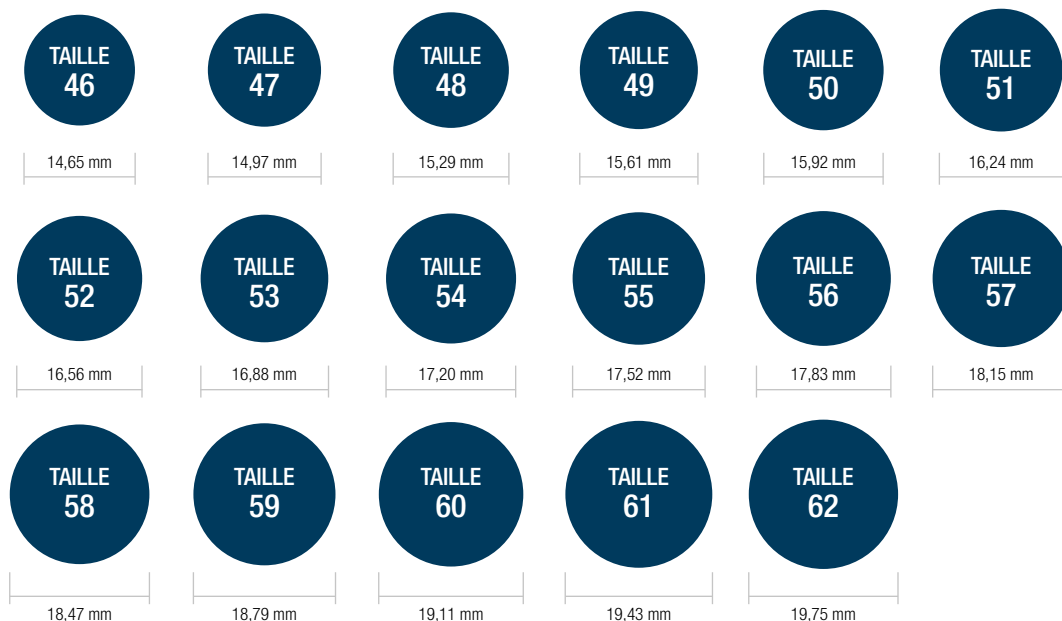 TAILLE
46
TAILLE
47
TAILLE
48
TAILLE
49
TAILLE
50
TAILLE
51
14,65 mm
14,97 mm
15,29 mm
15,61 mm
15,92 mm
16,24 mm
TAILLE
52
TAILLE
53
TAILLE
54
TAILLE
55
TAILLE
56
TAILLE
57
16,56 mm
16,88 mm
17,20 mm
17,52 mm
17,83 mm
18,15 mm
TAILLE
58
TAILLE
59
TAILLE
60
TAILLE
61
TAILLE
62
18,47 mm
18,79 mm
19,11 mm
19,43 mm
19,75 mm